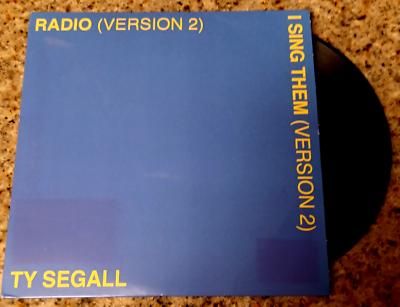 RADIO (VERSION 2)
I SING THEM (VERSION 2)
TY SEGALL